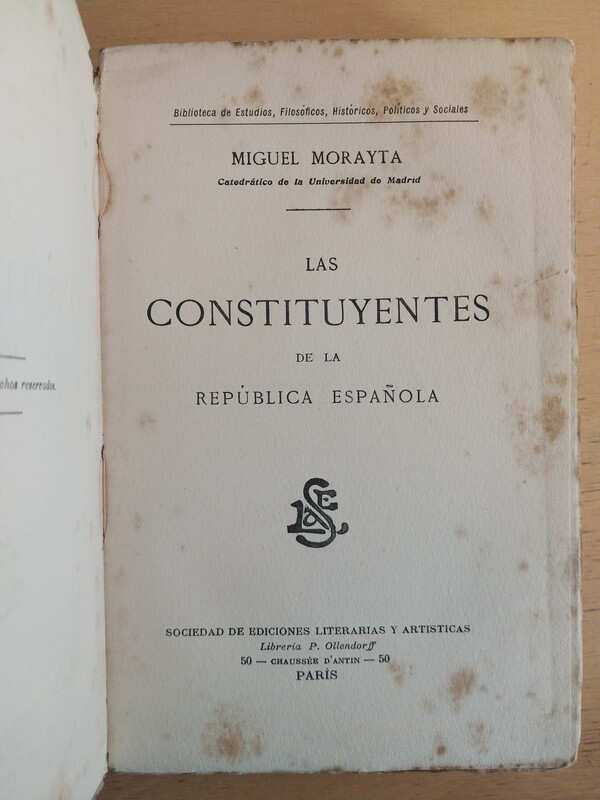 Biblioteca de Estudios, Filosóficos, Históricos, Políticos y Sociales
MIGUEL MORAYTA
Catedrático de la Universidad de Madrid
LAS
CONSTITUYENTES
DE LA
REPÚBLICA ESPAÑOLA
SOCIEDAD DE EDICIONES LITERARIAS Y ARTISTICAS
Librería P. Ollendorff
50 — CHAUSSÉE D'ANTIN — 50
PARÍS
reservados.